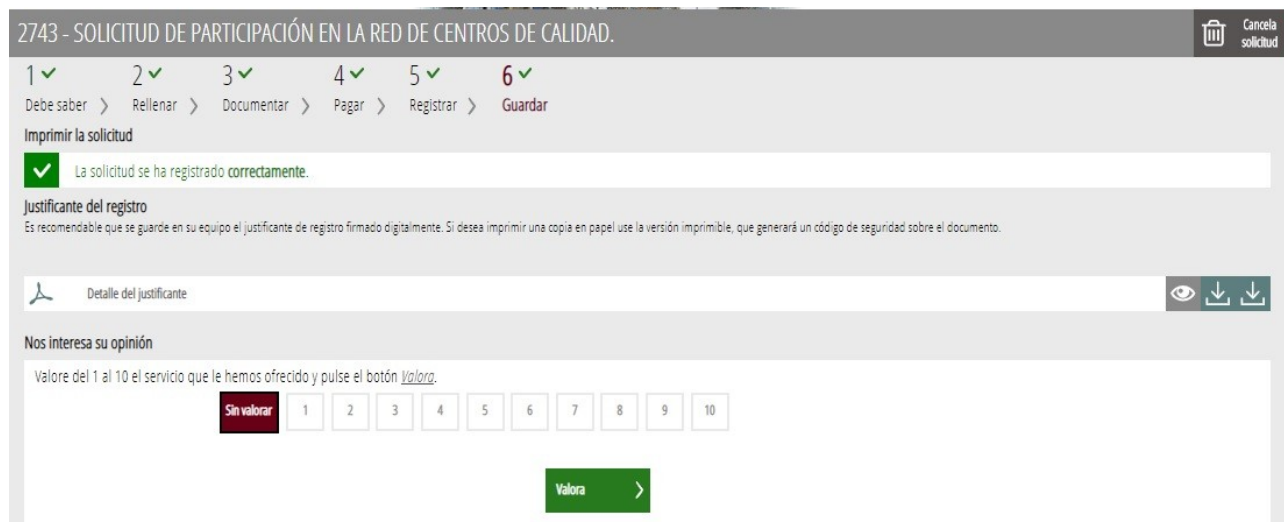 2743 - SOLICITUD DE PARTICIPACIÓN EN LA RED DE CENTROS DE CALIDAD.
Cancela
solicitud
1 2 3 4 5 6
Debe saber Rellenar Documentar Pagar Registrar Guardar
Imprimir la solicitud
La solicitud se ha registrado correctamente.
Justificante del registro
Es recomendable que se guarde en su equipo el justificante de registro firmado digitalmente. Si desea imprimir una copia en papel use la versión imprimible, que generará un código de seguridad sobre el documento.
Detalle del justificante
Nos interesa su opinión
Valore del 1 al 10 el servicio que le hemos ofrecido y pulse el botón Valora.
Sin valorar 1 2 3 4 5 6 7 8 9 10
Valora